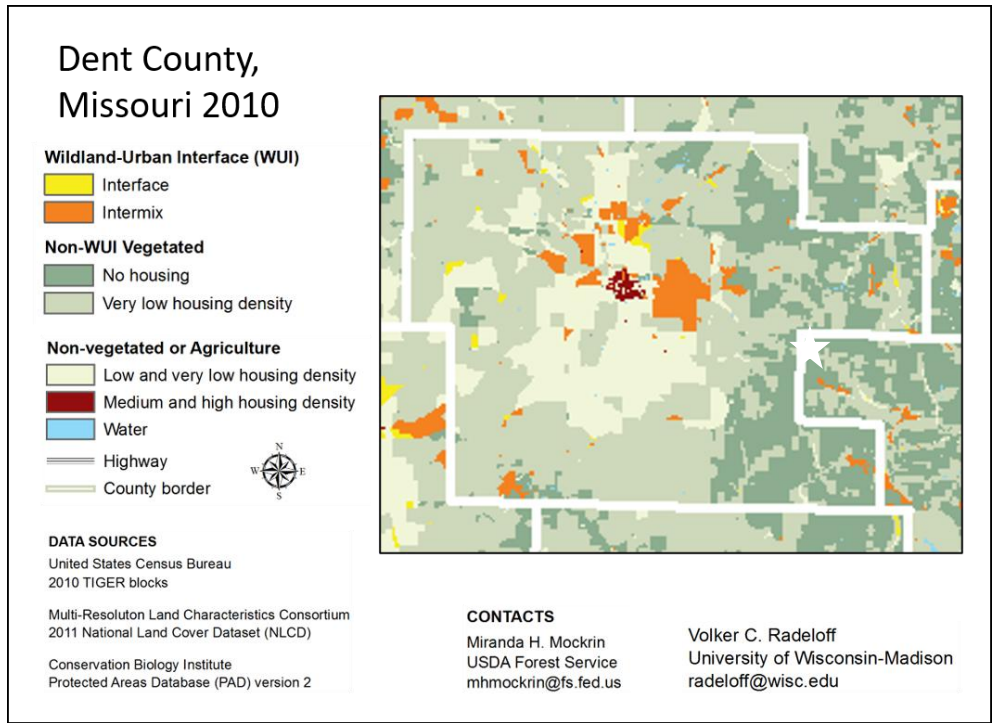 Dent County,
Missouri 2010
Wildland-Urban Interface (WUI)
Interface
Intermix
Non-WUI Vegetated
No housing
Very low housing density
Non-vegetated or Agriculture
Low and very low housing density
Medium and high housing density
Water
Highway
County border
N
W
E
S
DATA SOURCES
United States Census Bureau
2010 TIGER blocks
Multi-Resoluton Land Characteristics Consortium
2011 National Land Cover Dataset (NLCD)
Conservation Biology Institute
Protected Areas Database (PAD) version 2
CONTACTS
Miranda H. Mockrin
USDA Forest Service
mhmockrin@fs.fed.us
Volker C. Radeloff
University of Wisconsin-Madison
radeloff@wisc.edu